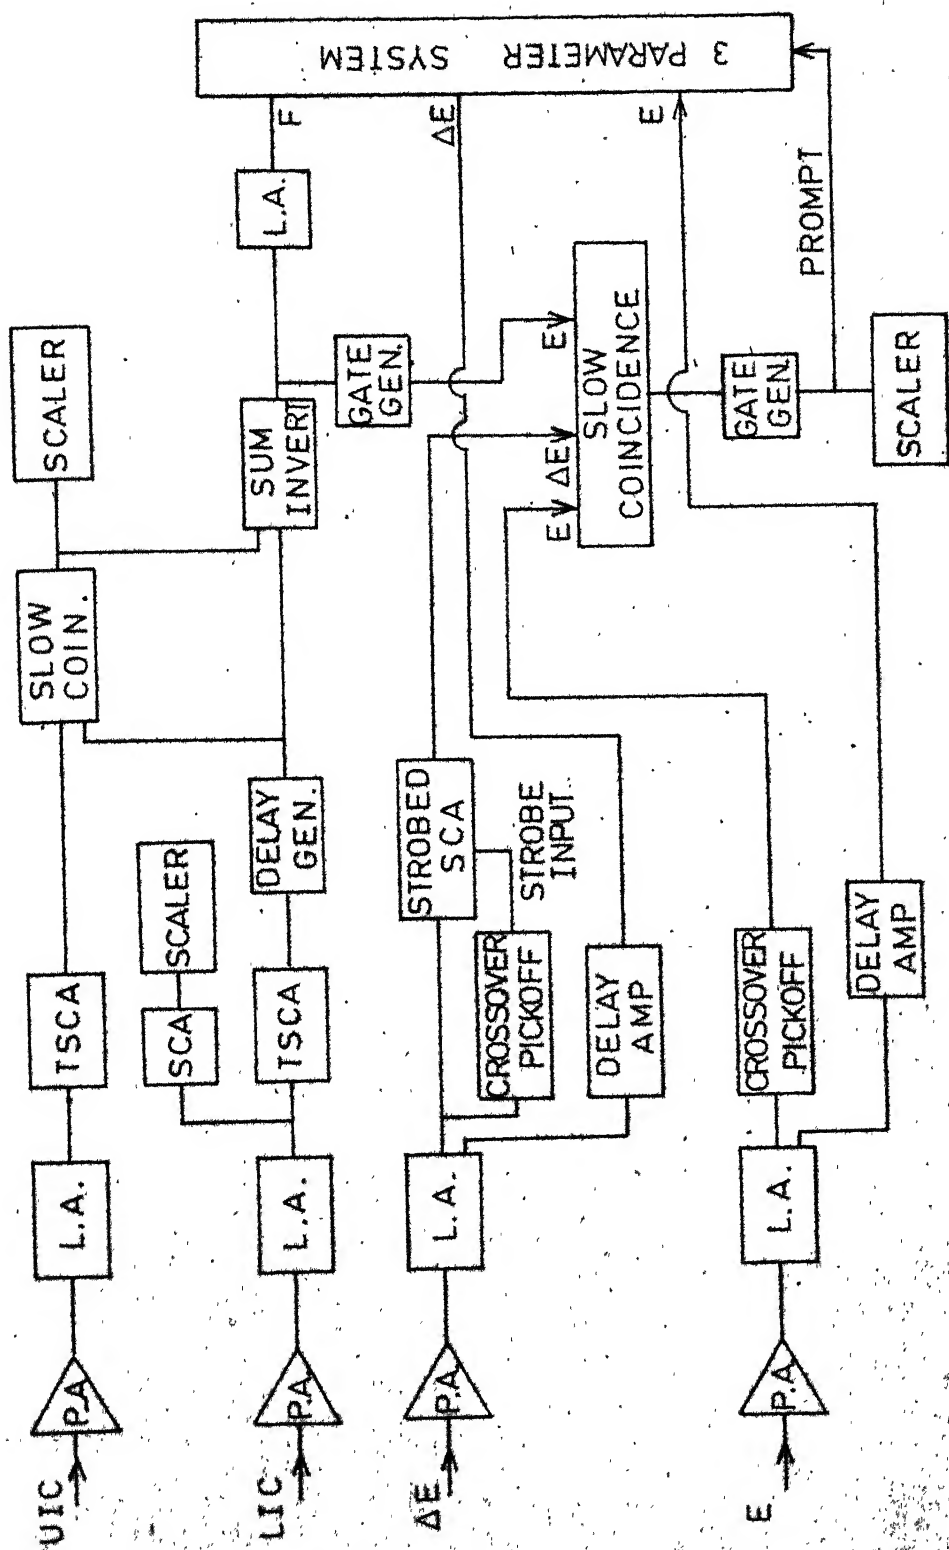 UIC
P.A
L.A.
TSCA
SLOW
COIN.
SCALER
LIC
P.A
L.A.
SCA
SCALER
TSCA
DELAY
GEN.
SUM
INVERT
L.A.
F
GATE
GEN.
ΔE
P.A
L.A.
STROBED
SCA
CROSSOVER
PICKOFF
STROBE
INPUT
DELAY
AMP
ΔE
E
ΔE
E
SLOW
COINCIDENCE
E
P.A
L.A.
CROSSOVER
PICKOFF
DELAY
AMP
E
GATE
GEN.
SCALER
PROMPT
3 PARAMETER SYSTEM